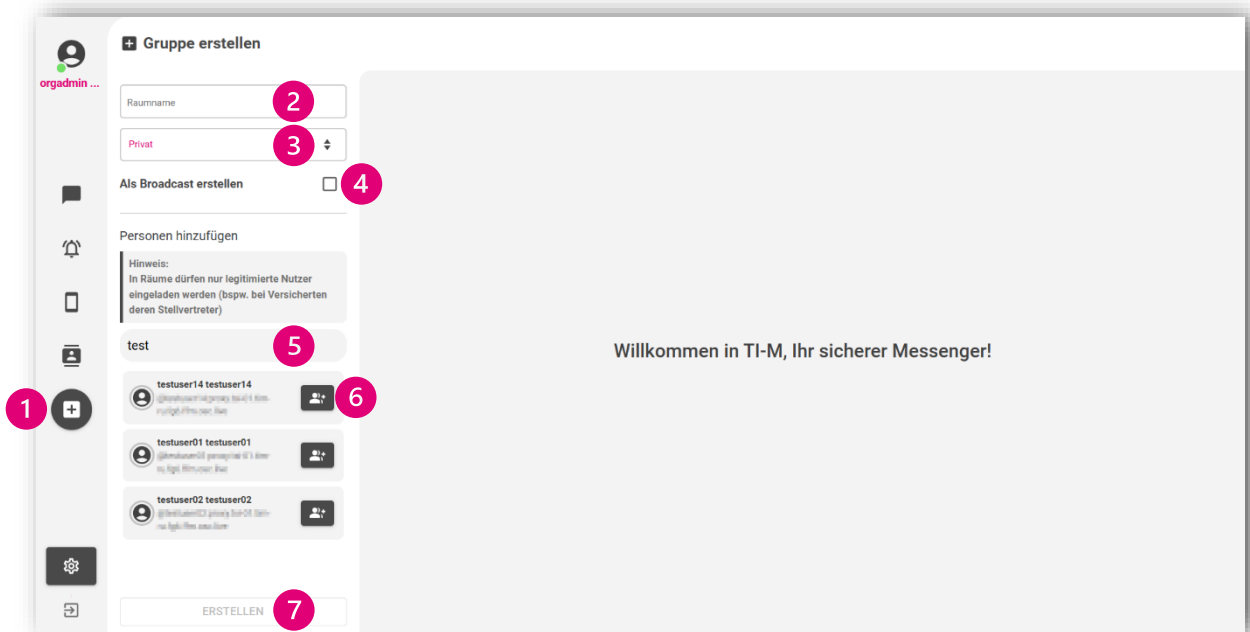 Gruppe erstellen
orgadmin ...
Raumname
2
Privat
3
Als Broadcast erstellen
4
Personen hinzufügen
Hinweis:
In Räume dürfen nur legitimierte Nutzer
eingeladen werden (bspw. bei Versicherten
deren Stellvertreter)
test
5
Willkommen in TI-M, Ihr sicherer Messenger!
testuser14 testuser14
6
1
testuser01 testuser01
testuser02 testuser02
ERSTELLEN
7